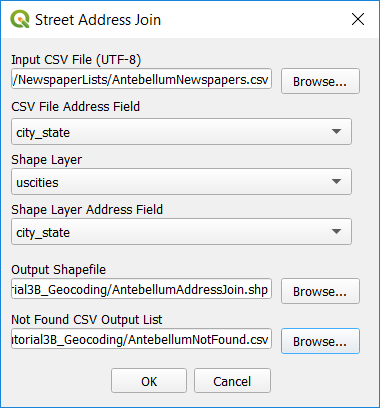 Street Address Join
Input CSV File (UTF-8)
/NewspaperLists/AntebellumNewspapers.csv
Browse...
CSV File Address Field
city_state
Shape Layer
uscities
Shape Layer Address Field
city_state
Output Shapefile
rial3B_Geocoding/AntebellumAddressJoin.shp
Browse...
Not Found CSV Output List
utorial3B_Geocoding/AntebellumNotFound.csv
Browse...
OK
Cancel